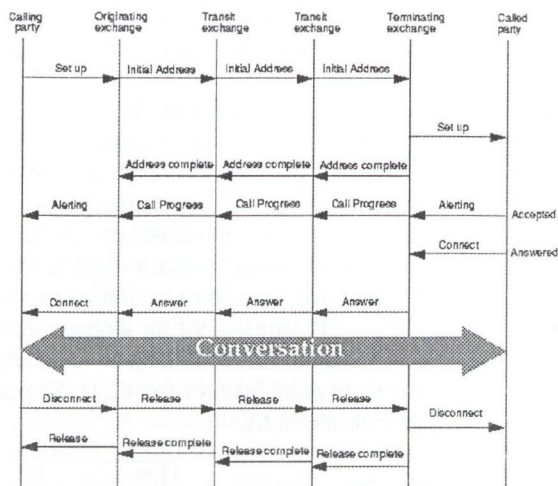 Calling party
Originating exchange
Transit exchange
Transit exchange
Terminating exchange
Called party
Set up
Initial Address
Initial Address
Initial Address
Set up
Address complete
Address complete
Address complete
Alerting
Call Progress
Call Progress
Call Progress
Alerting
Accepted
Connect
Answered
Connect
Answer
Answer
Answer
Conversation
Disconnect
Release
Release
Release
Disconnect
Release
Release complete
Release complete
Release complete